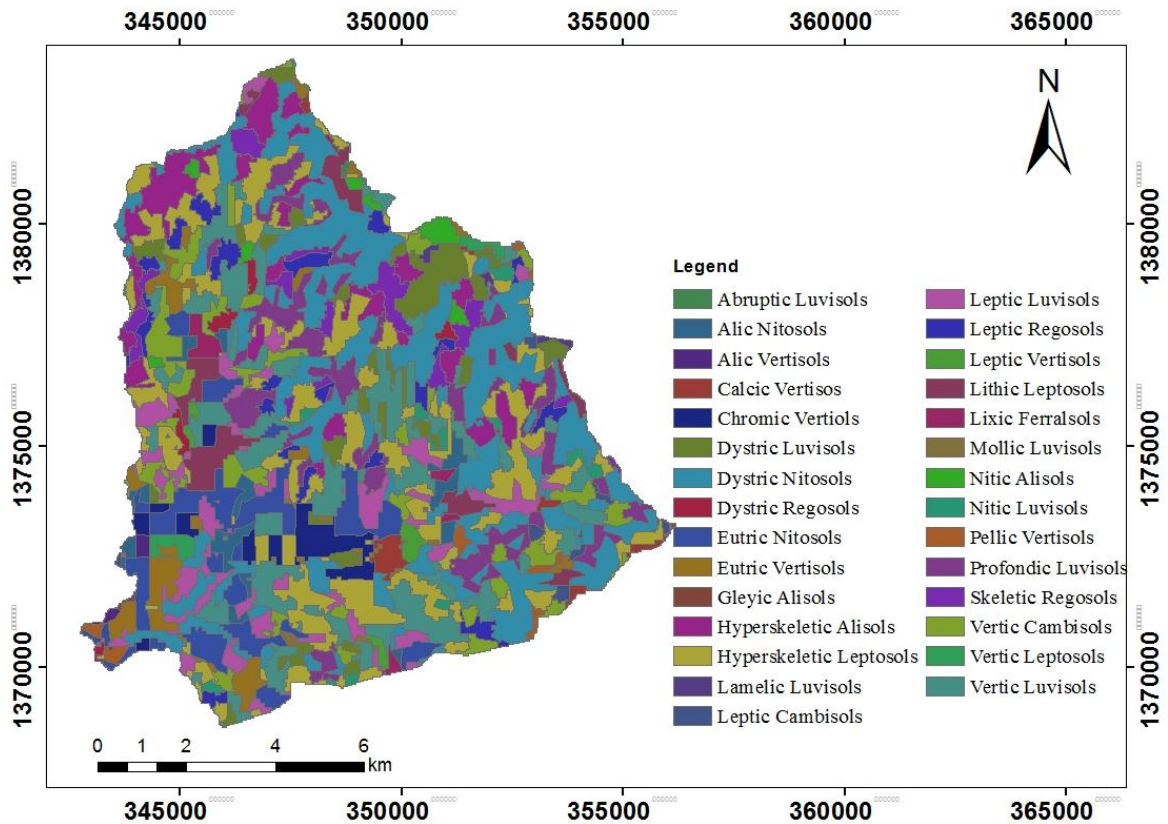 345000 350000 355000 360000 365000
N
1380000 1380000
Legend
Abruptic Luvisols Leptic Luvisols
Alic Nitosols Leptic Regosols
Alic Vertisols Leptic Vertisols
Calcic Vertisos Lithic Leptosols
Chromic Vertiols Lixic Ferralsols
Dystric Luvisols Mollic Luvisols
Dystric Nitosols Nitic Alisols
Dystric Regosols Nitic Luvisols
Eutric Nitosols Pellic Vertisols
Eutric Vertisols Profondic Luvisols
Gleyic Alisols Skeletic Regosols
Hyperskeletic Alisols Vertic Cambisols
Hyperskeletic Leptosols Vertic Leptosols
Lamelic Luvisols Vertic Luvisols
Leptic Cambisols
1375000 1375000
1370000 1370000
0 1 2 4 6
km
345000 350000 355000 360000 365000